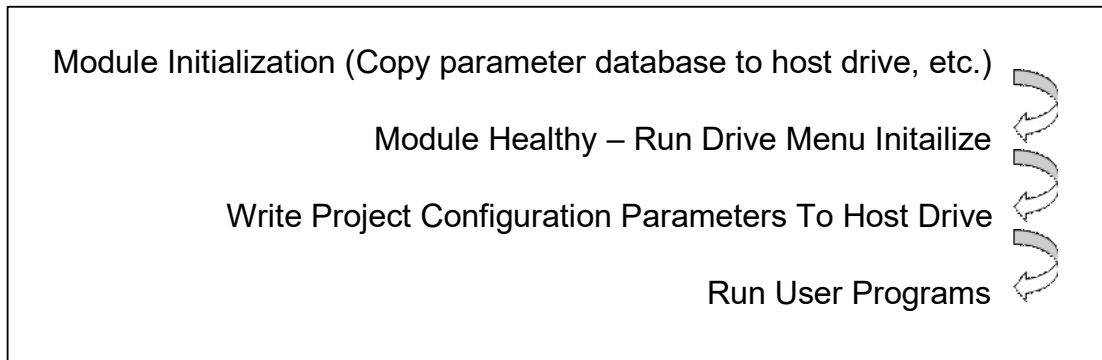 Module Initialization (Copy parameter database to host drive, etc.)
Module Healthy – Run Drive Menu Initailize
Write Project Configuration Parameters To Host Drive
Run User Programs